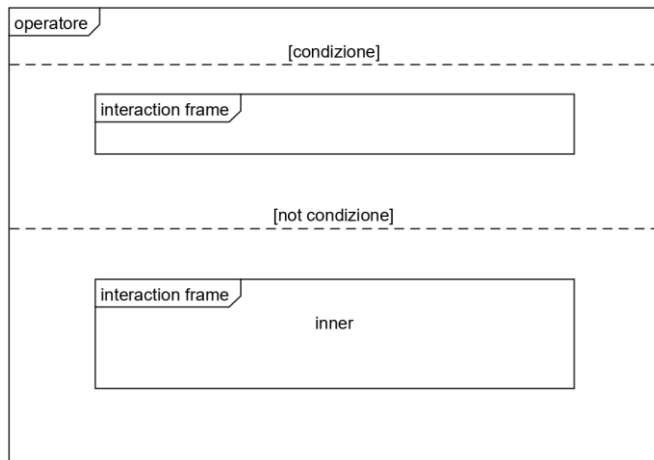 operatore
[condizione]
interaction frame
[not condizione]
interaction frame
inner